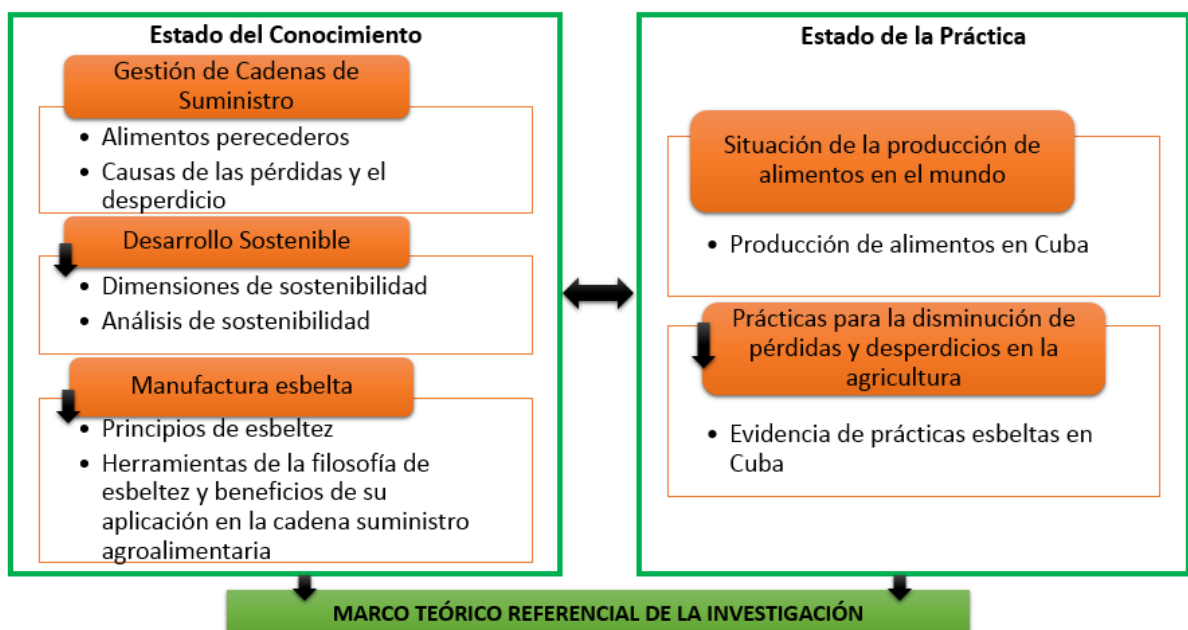 Estado del Conocimiento
Gestión de Cadenas de
Suministro
• Alimentos perecederos
• Causas de las pérdidas y el
desperdicio
Desarrollo Sostenible
• Dimensiones de sostenibilidad
• Análisis de sostenibilidad
Manufactura esbelta
• Principios de esbeltez
• Herramientas de la filosofía de
esbeltez y beneficios de su
aplicación en la cadena suministro
agroalimentaria
Estado de la Práctica
Situación de la producción de
alimentos en el mundo
• Producción de alimentos en Cuba
Prácticas para la disminución de
pérdidas y desperdicios en la
agricultura
• Evidencia de prácticas esbeltas en
Cuba
MARCO TEÓRICO REFERENCIAL DE LA INVESTIGACIÓN